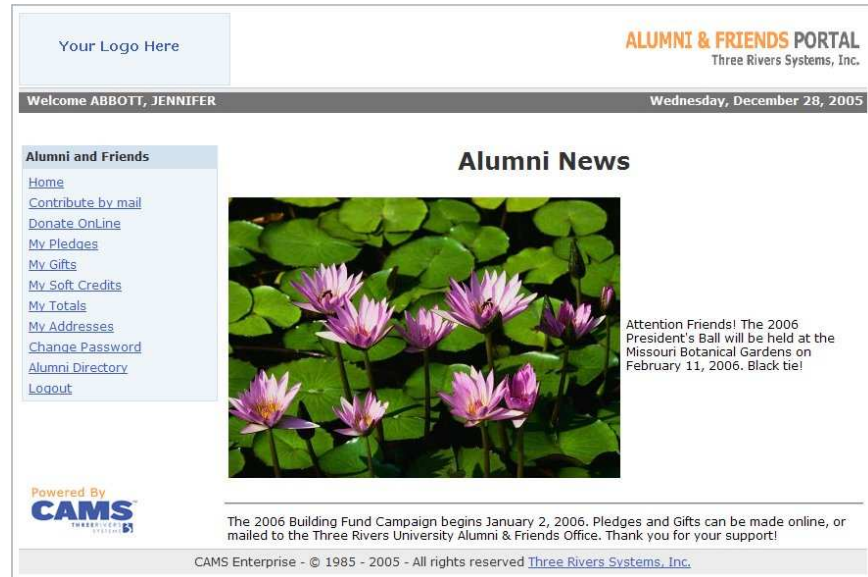 Your Logo Here
ALUMNI & FRIENDS PORTAL
Three Rivers Systems, Inc.
Welcome ABBOTT, JENNIFER
Wednesday, December 28, 2005
Alumni and Friends
Home
Contribute by mail
Donate OnLine
My Pledges
My Gifts
My Soft Credits
My Totals
My Addresses
Change Password
Alumni Directory
Logout
Powered By
CAMS
THREE RIVERS
SYSTEMS
Alumni News
Attention Friends! The 2006
President's Ball will be held at the
Missouri Botanical Gardens on
February 11, 2006. Black tie!
The 2006 Building Fund Campaign begins January 2, 2006. Pledges and Gifts can be made online, or
mailed to the Three Rivers University Alumni & Friends Office. Thank you for your support!
CAMS Enterprise - © 1985 - 2005 - All rights reserved Three Rivers Systems, Inc.